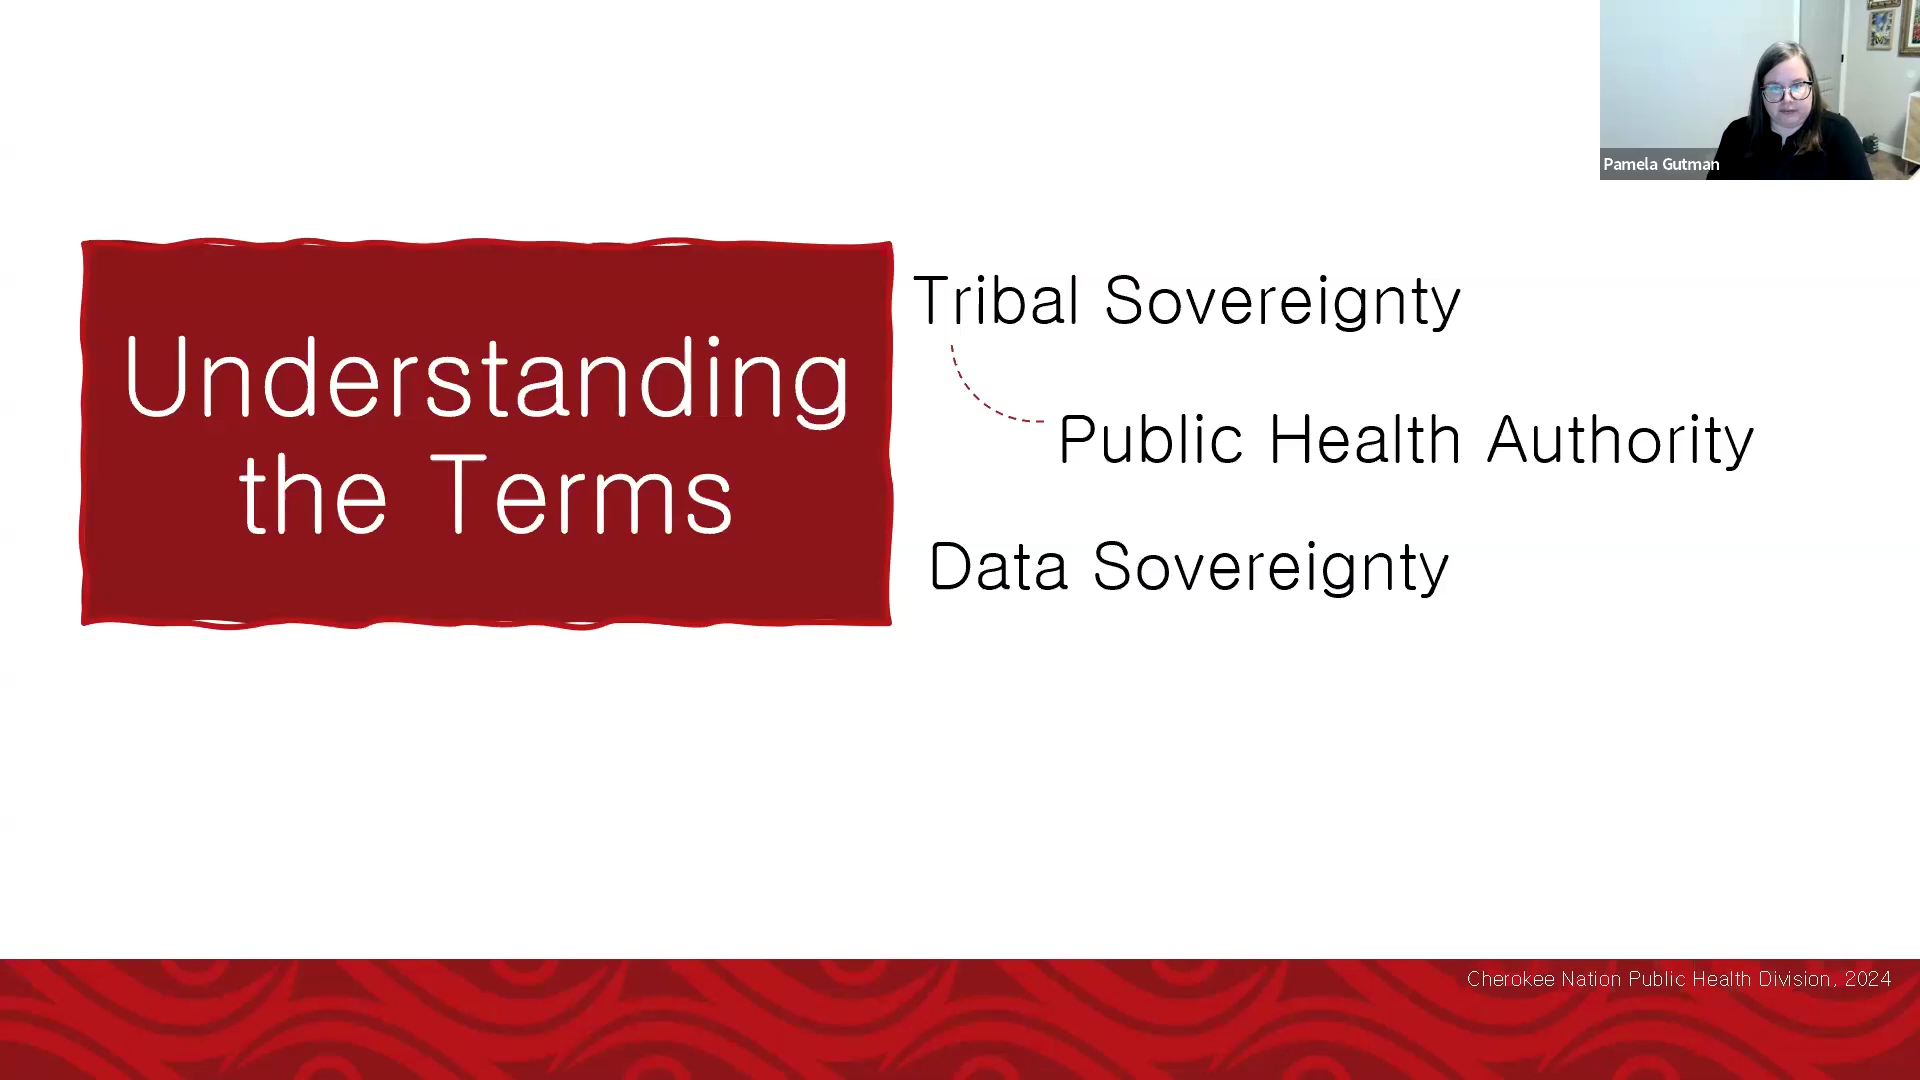 Pamela Gutman
Understanding
the Terms
Tribal Sovereignty
Public Health Authority
Data Sovereignty
Cherokee Nation Public Health Division, 2024